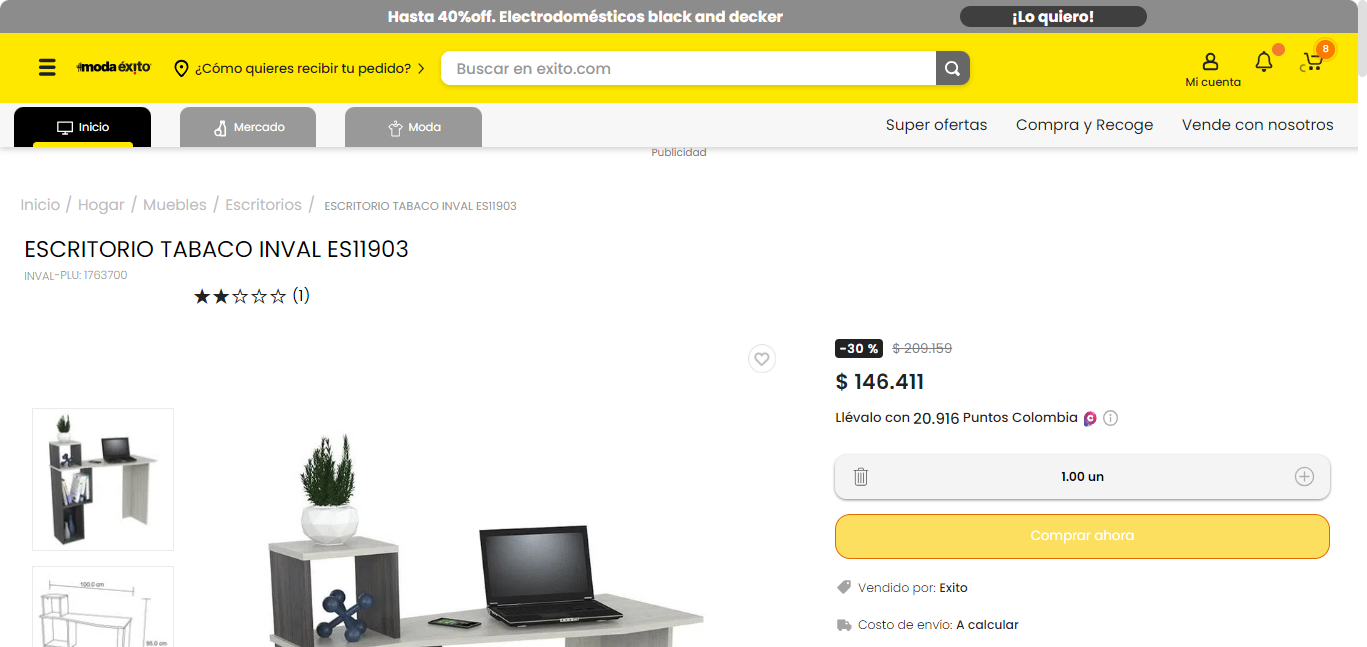 Hasta 40%off. Electrodomésticos black and decker
¡Lo quiero!
moda éxito
¿Cómo quieres recibir tu pedido?
Buscar en exito.com
Mi cuenta
8
Inicio
Mercado
Moda
Super ofertas
Compra y Recoge
Vende con nosotros
Publicidad
Inicio / Hogar / Muebles / Escritorios / ESCRITORIO TABACO INVAL ES11903
ESCRITORIO TABACO INVAL ES11903
INVAL-PLU: 1763700
(1)
-30 % $ 209.159
$ 146.411
Llévalo con 20.916 Puntos Colombia
1.00 un
Comprar ahora
Vendido por: Exito
Costo de envío: A calcular
100.0 cm